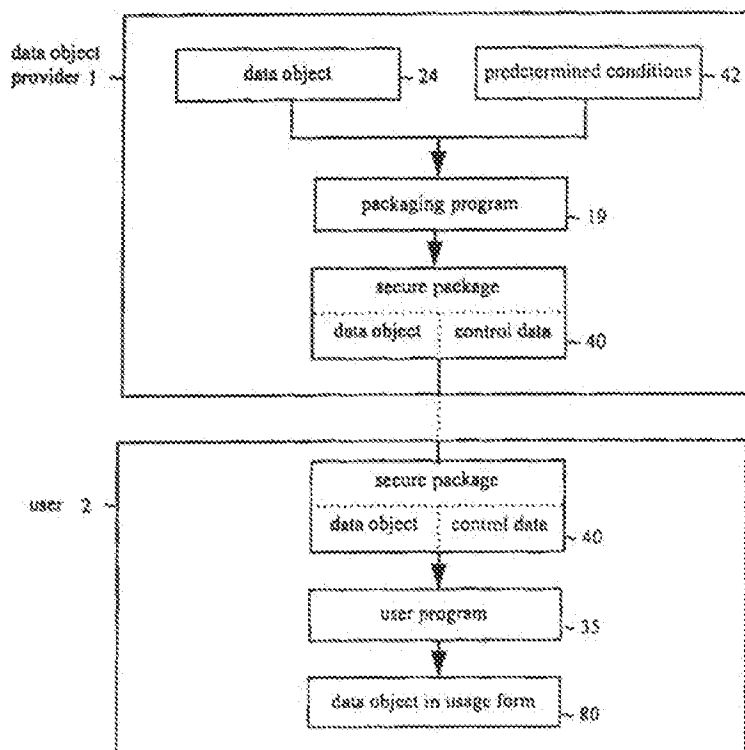 data object
provider 1
data object
24
predetermined conditions
42
packaging program
19
secure package
data object control data
40
user 2
secure package
data object control data
40
user program
35
data object in usage form
80